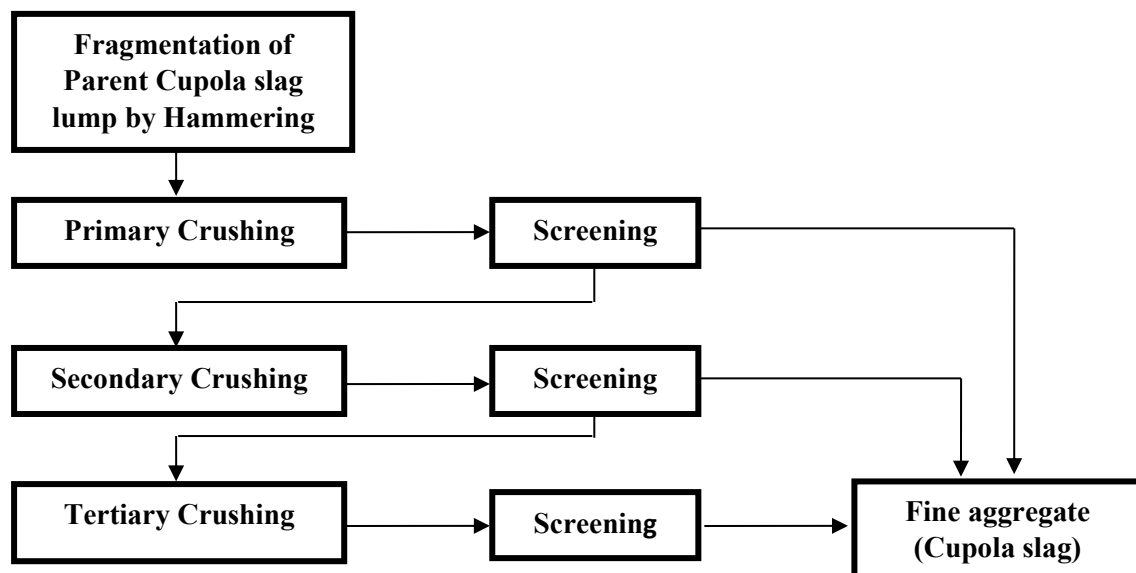 Fragmentation of
Parent Cupola slag
lump by Hammering
Primary Crushing
Screening
Secondary Crushing
Screening
Tertiary Crushing
Screening
Fine aggregate
(Cupola slag)